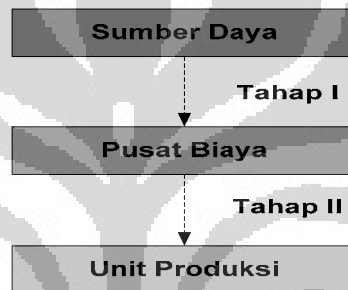 Sumber Daya
Tahap I
Pusat Biaya
Tahap II
Unit Produksi